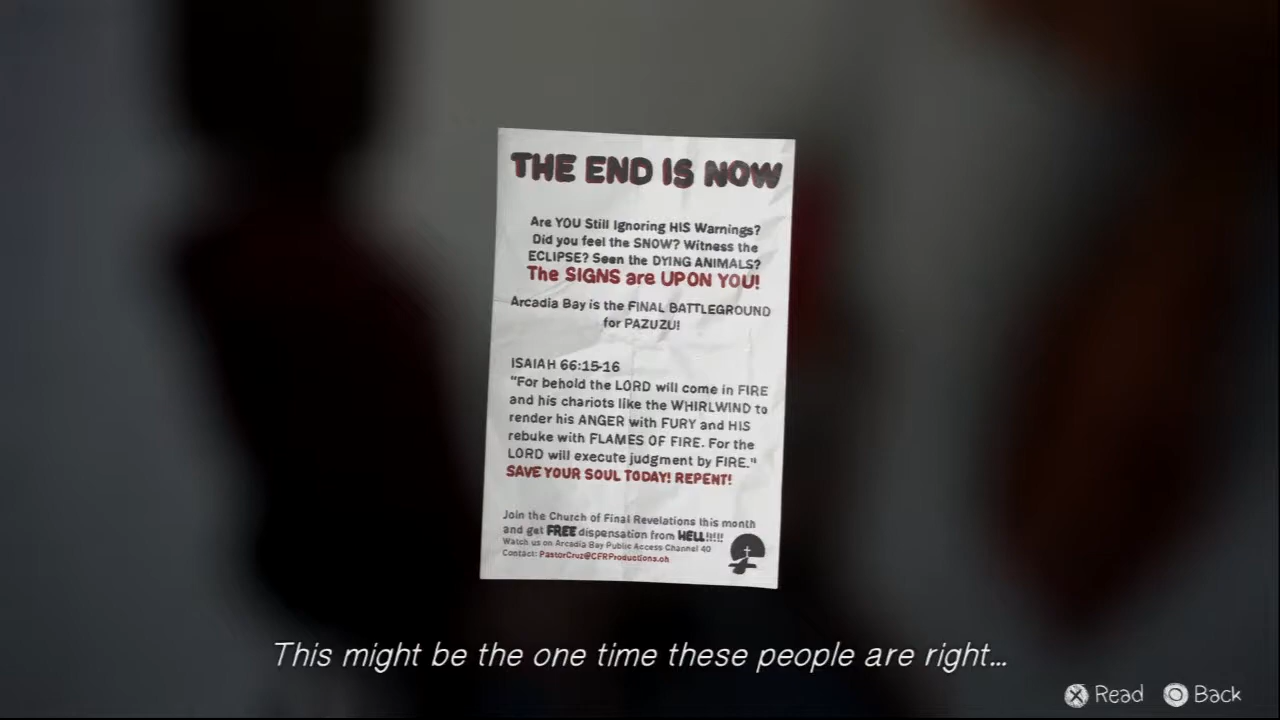 THE END IS NOW
Are YOU Still Ignoring HIS Warnings?
Did you feel the SNOW? Witness the
ECLIPSE? Seen the DYING ANIMALS?
The SIGNS are UPON YOU!
Arcadia Bay is the FINAL BATTLEGROUND
for PAZUZU!
ISAIAH 66:15-16
"For behold the LORD will come in FIRE
and his chariots like the WHIRLWIND to
render his ANGER with FURY and HIS
rebuke with FLAMES OF FIRE. For the
LORD will execute judgment by FIRE."
SAVE YOUR SOUL TODAY! REPENT!
Join the Church of Final Revelations this month
and get FREE dispensation from HELL!!!!!
Watch us on Arcadia Bay Public Access Channel 40
Contact: PastorCruz@CFRProductions.oh
This might be the one time these people are right...
Read Back